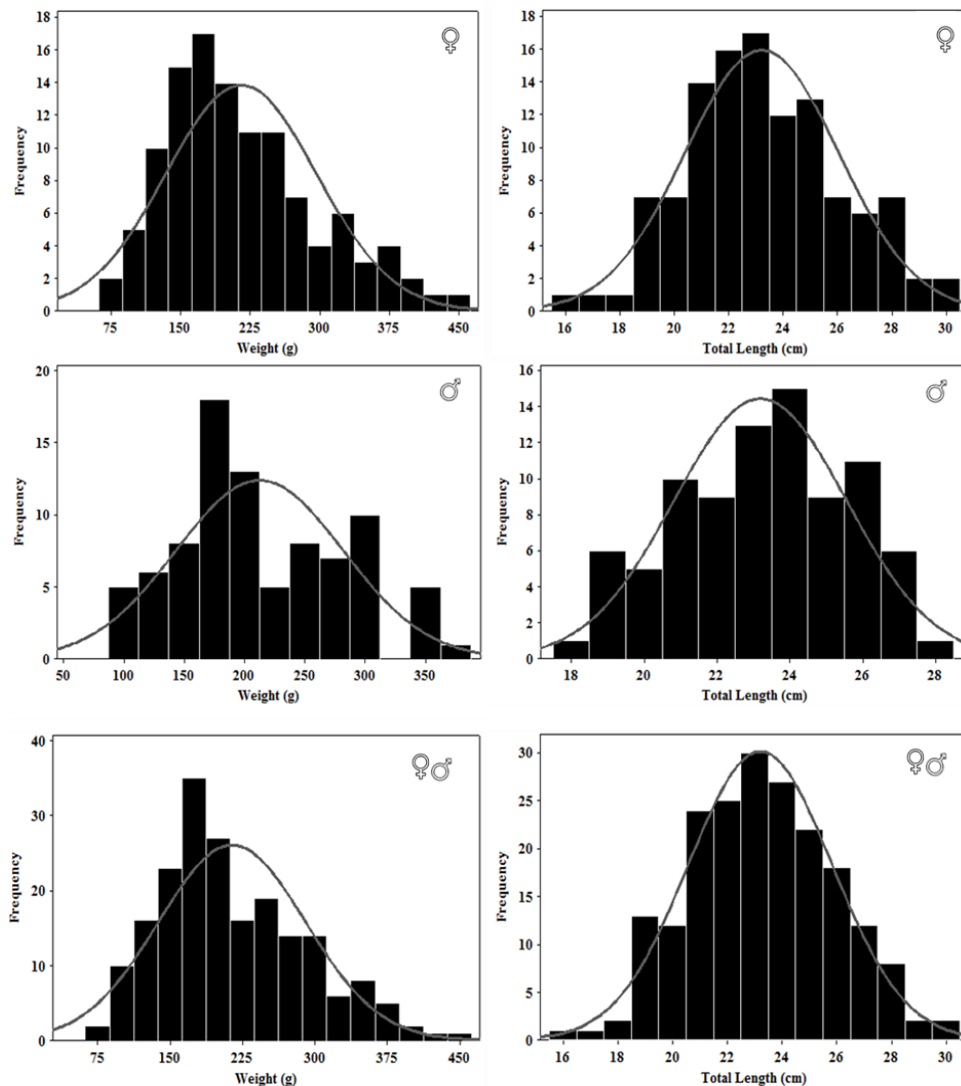 18
16
14
12
10
8
6
4
2
0
Frequency
75 150 225 300 375 450
Weight (g)
♀
18
16
14
12
10
8
6
4
2
0
Frequency
16 18 20 22 24 26 28 30
Total Length (cm)
♀
20
15
10
5
0
Frequency
50 100 150 200 250 300 350
Weight (g)
♂
16
14
12
10
8
6
4
2
0
Frequency
18 20 22 24 26 28
Total Length (cm)
♂
40
30
20
10
0
Frequency
75 150 225 300 375 450
Weight (g)
♀♂
30
25
20
15
10
5
0
Frequency
16 18 20 22 24 26 28 30
Total Length (cm)
♀♂